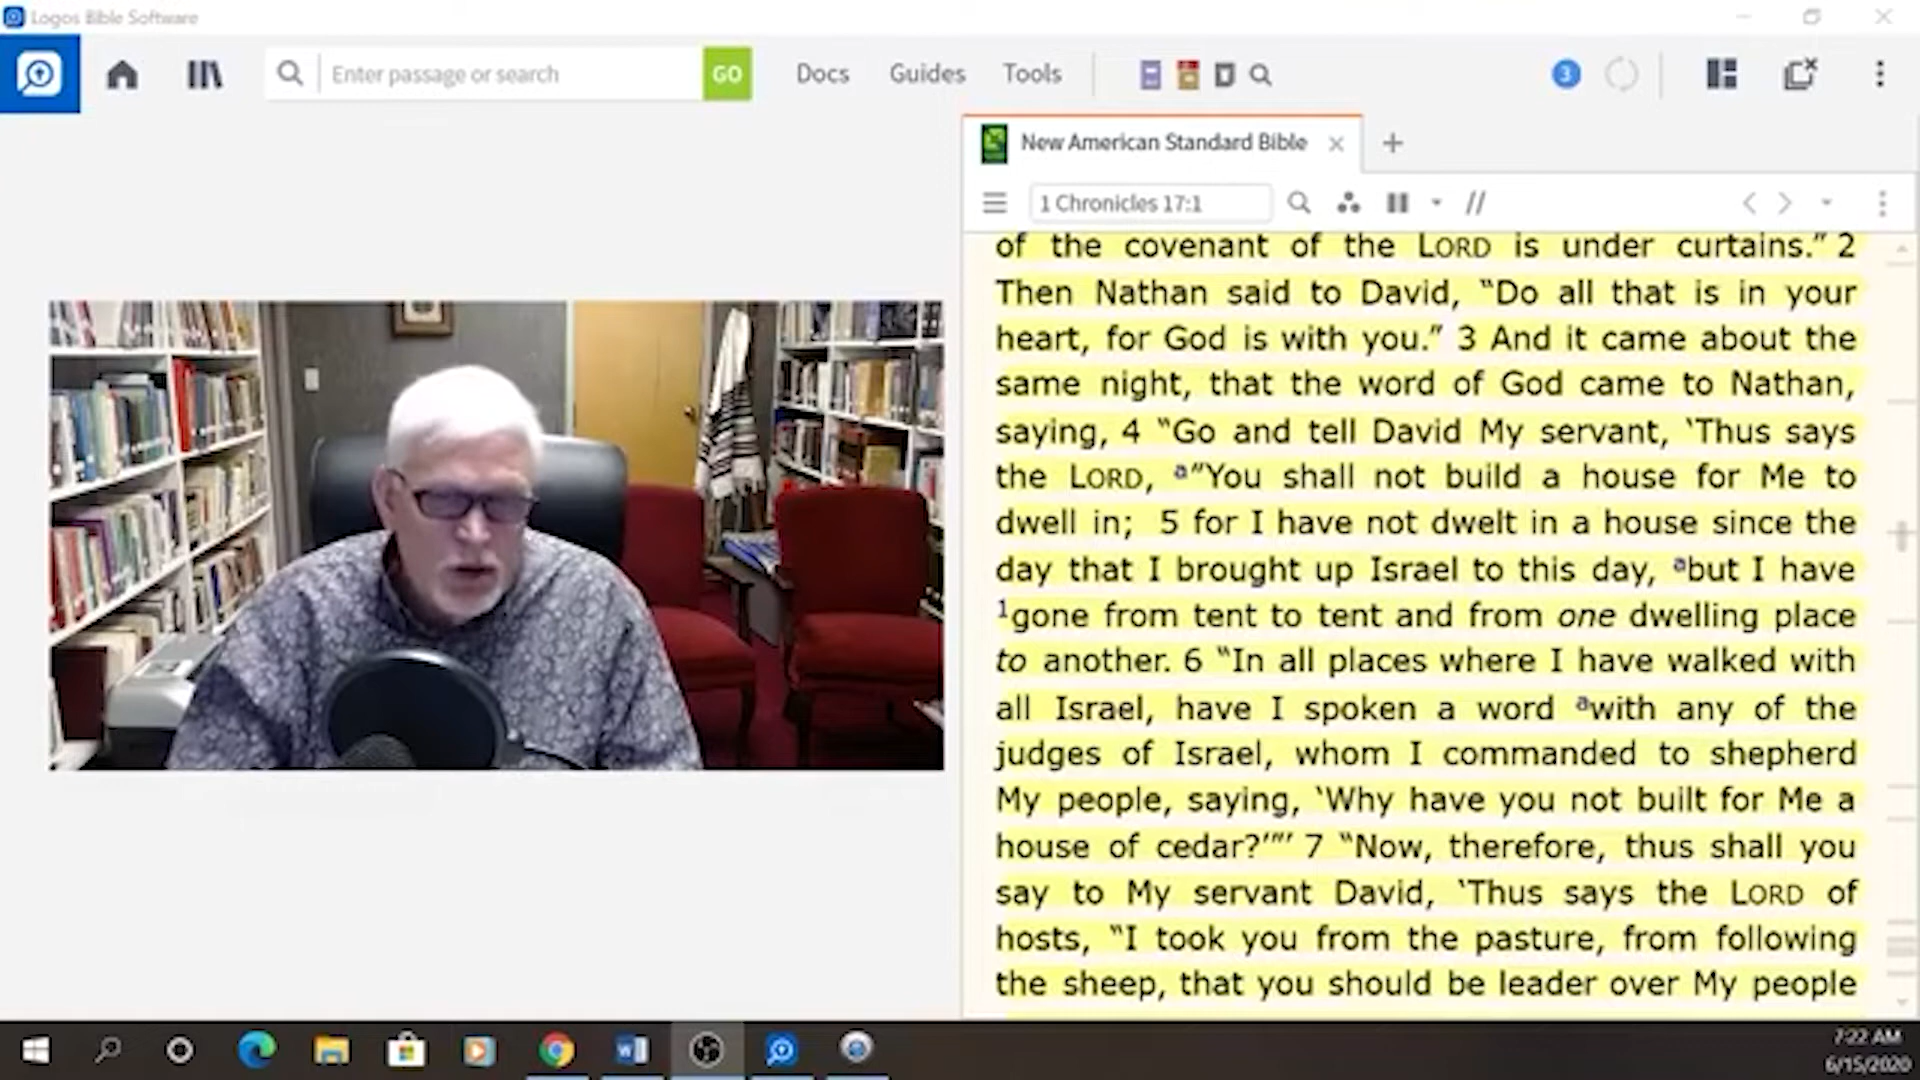 Logos Bible Software
Enter passage or search
GO
Docs
Guides
Tools
3
New American Standard Bible
1 Chronicles 17:1
of the covenant of the LORD is under curtains.” 2
Then Nathan said to David, “Do all that is in your
heart, for God is with you.” 3 And it came about the
same night, that the word of God came to Nathan,
saying, 4 “Go and tell David My servant, ‘Thus says
the LORD, a“You shall not build a house for Me to
dwell in; 5 for I have not dwelt in a house since the
day that I brought up Israel to this day, abut I have
1gone from tent to tent and from one dwelling place
to another. 6 “In all places where I have walked with
all Israel, have I spoken a word awith any of the
judges of Israel, whom I commanded to shepherd
My people, saying, ‘Why have you not built for Me a
house of cedar?’”’ 7 “Now, therefore, thus shall you
say to My servant David, ‘Thus says the LORD of
hosts, “I took you from the pasture, from following
the sheep, that you should be leader over My people
7:22 AM
6/15/2020